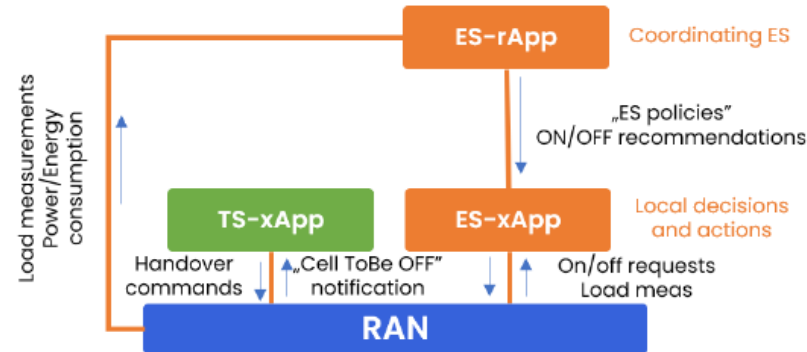 ES-rApp
Coordinating ES
Load measurements
Power/Energy
consumption
„ES policies”
ON/OFF recommendations
TS-xApp
ES-xApp
Local decisions
and actions
Handover
commands
„Cell ToBe OFF”
notification
On/off requests
Load meas
RAN